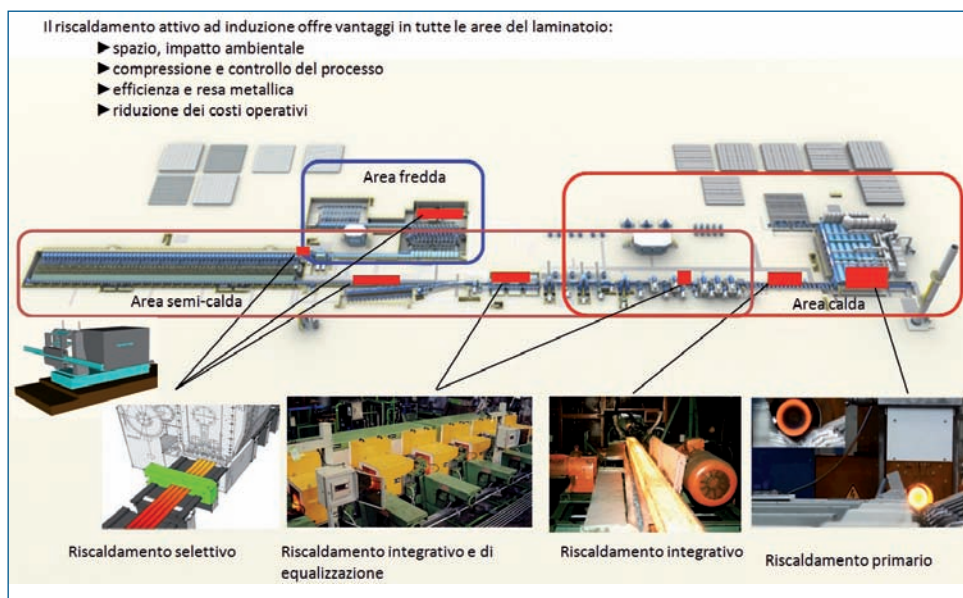 Il riscaldamento attivo ad induzione offre vantaggi in tutte le aree del laminatoio:
►spazio, impatto ambientale
►compressione e controllo del processo
►efficienza e resa metallica
►riduzione dei costi operativi
Area fredda
Area semi-calda
Area calda
Riscaldamento selettivo
Riscaldamento integrativo e di
equalizzazione
Riscaldamento integrativo
Riscaldamento primario